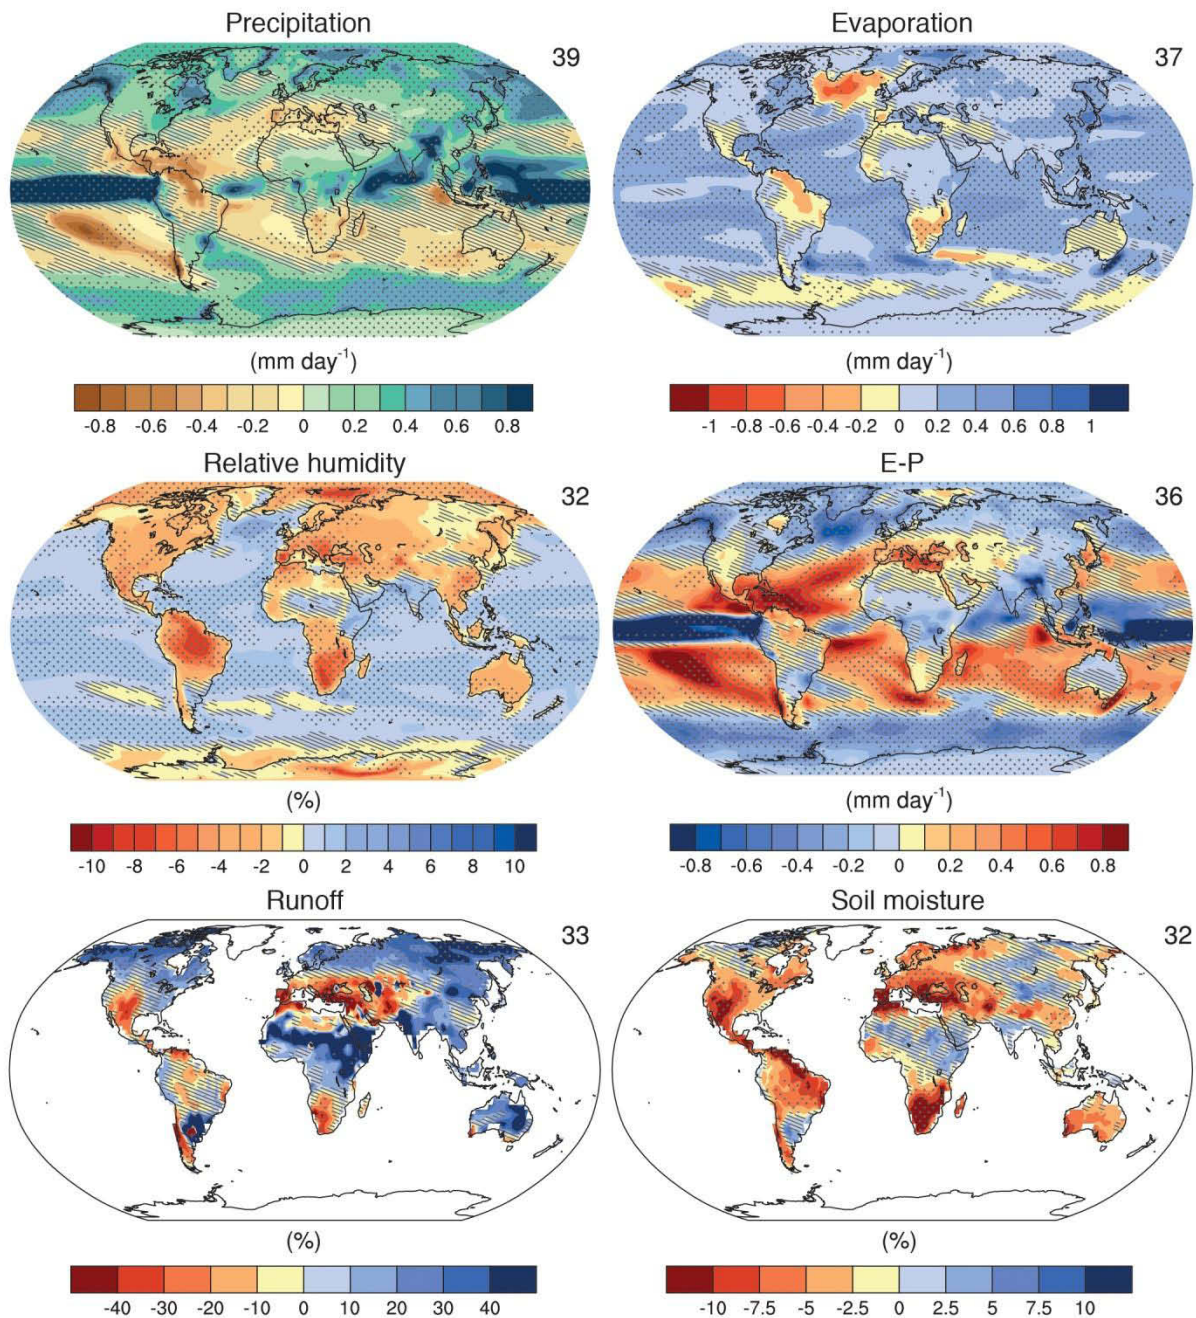 Precipitation
39
(mm day-1)
-0.8 -0.6 -0.4 -0.2 0 0.2 0.4 0.6 0.8
Evaporation
37
(mm day-1)
-1 -0.8 -0.6 -0.4 -0.2 0 0.2 0.4 0.6 0.8 1
Relative humidity
32
(%)
-10 -8 -6 -4 -2 0 2 4 6 8 10
E-P
36
(mm day-1)
-0.8 -0.6 -0.4 -0.2 0 0.2 0.4 0.6 0.8
Runoff
33
(%)
-40 -30 -20 -10 0 10 20 30 40
Soil moisture
32
(%)
-10 -7.5 -5 -2.5 0 2.5 5 7.5 10